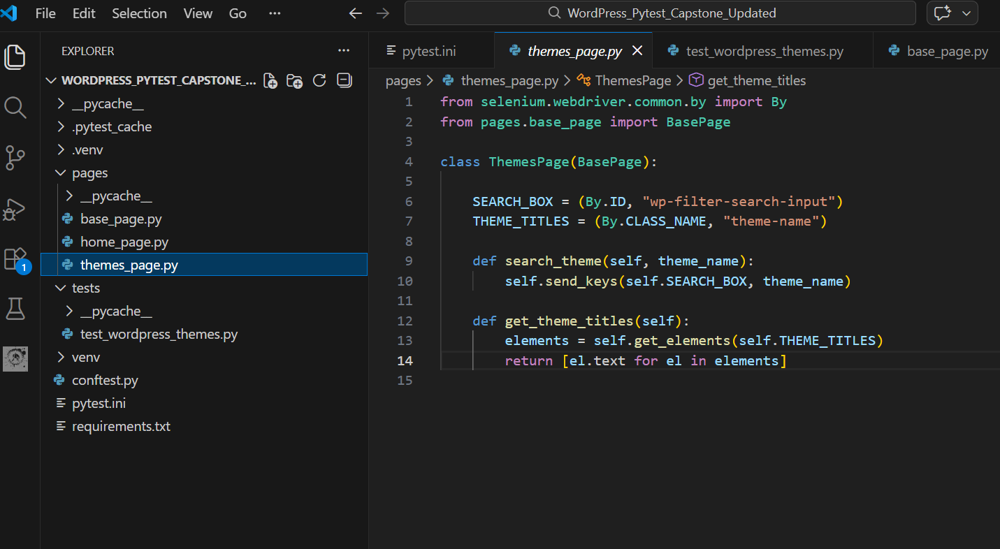 File Edit Selection View Go ··· WordPress_Pytest_Capstone_Updated
EXPLORER ···
WORDPRESS_PYTEST_CAPSTONE_...
__pycache__
.pytest_cache
.venv
pages
__pycache__
base_page.py
home_page.py
themes_page.py
tests
__pycache__
test_wordpress_themes.py
venv
conftest.py
pytest.ini
requirements.txt
1
pytest.ini themes_page.py test_wordpress_themes.py base_page.py
pages > themes_page.py > ThemesPage > get_theme_titles
1 from selenium.webdriver.common.by import By
2 from pages.base_page import BasePage
3
4 class ThemesPage(BasePage):
5
6     SEARCH_BOX = (By.ID, "wp-filter-search-input")
7     THEME_TITLES = (By.CLASS_NAME, "theme-name")
8
9     def search_theme(self, theme_name):
10         self.send_keys(self.SEARCH_BOX, theme_name)
11
12     def get_theme_titles(self):
13         elements = self.get_elements(self.THEME_TITLES)
14         return [el.text for el in elements]
15